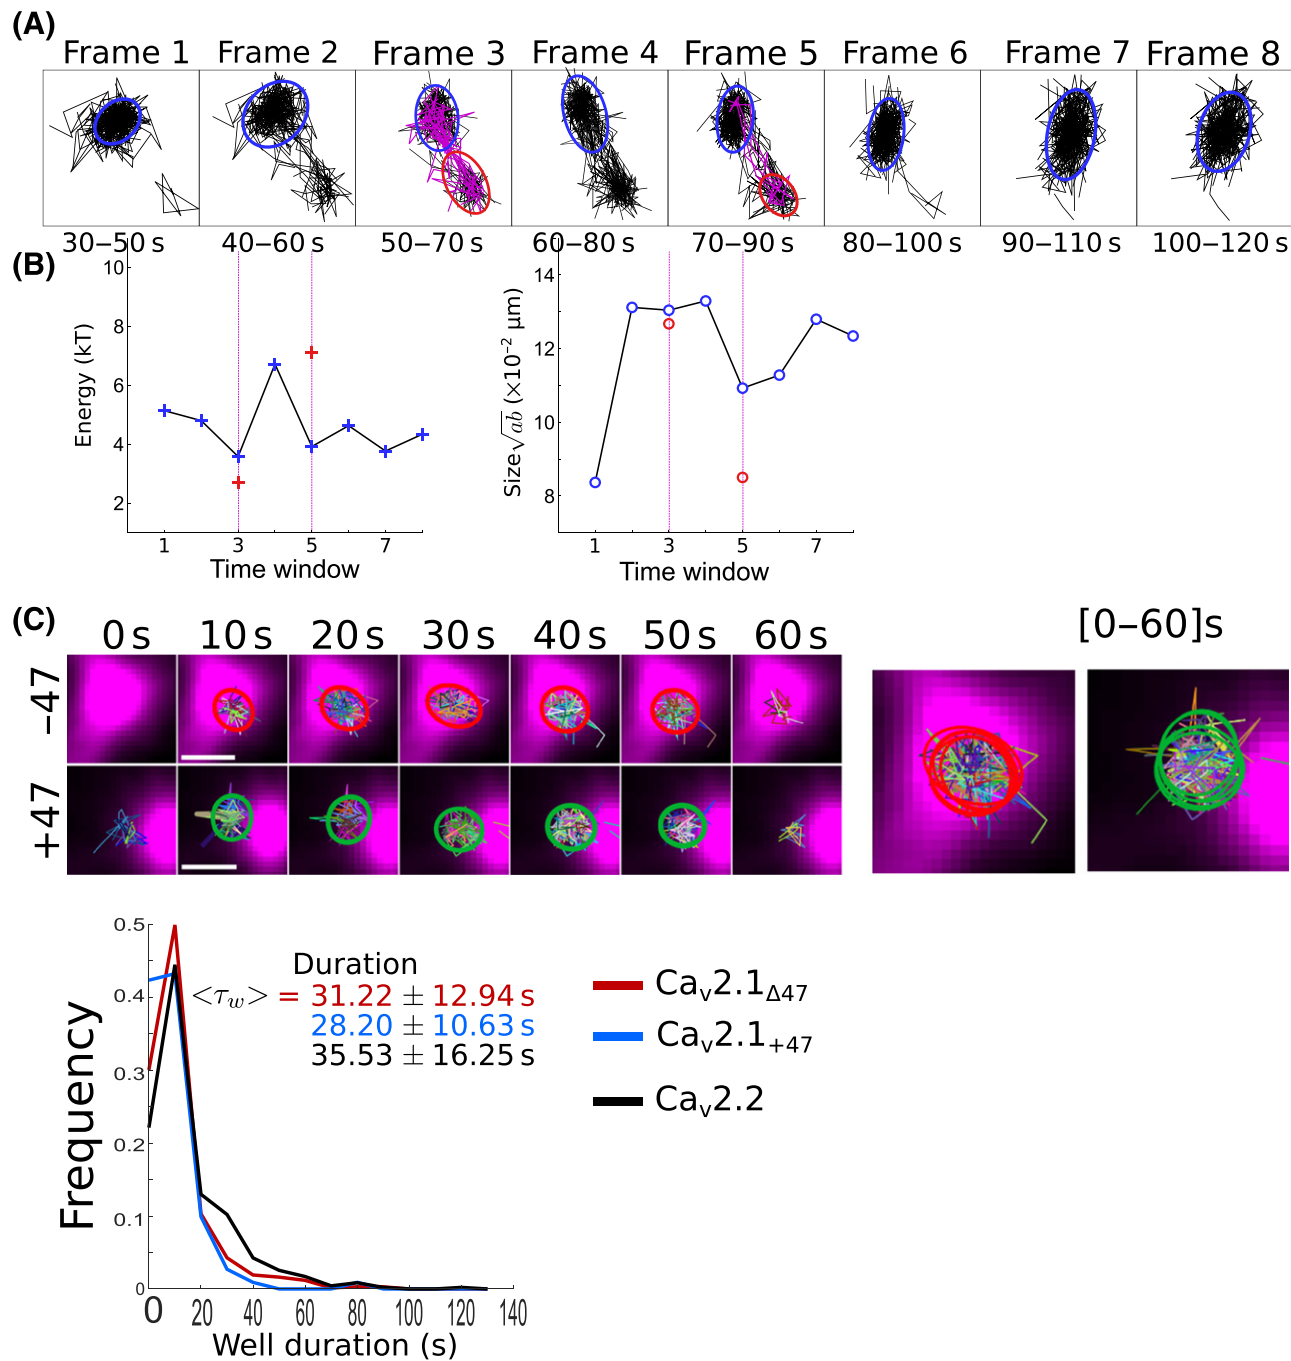 (A)
Frame 1 Frame 2 Frame 3 Frame 4 Frame 5 Frame 6 Frame 7 Frame 8
30–50 s 40–60 s 50–70 s 60–80 s 70–90 s 80–100 s 90–110 s 100–120 s
(B)
Energy (kT)
10
8
6
4
2
1 3 5 7
Time window
Size √ab (×10⁻² µm)
14
12
10
8
6
1 3 5 7
Time window
(C)
0 s 10 s 20 s 30 s 40 s 50 s 60 s
[0–60]s
–47
+47
Frequency
0.5
0.4
0.3
0.2
0.1
0
0 20 40 60 80 100 120 140
Well duration (s)
Duration
<τw> = 31.22 ± 12.94 s
28.20 ± 10.63 s
35.53 ± 16.25 s
Cav2.1Δ47
Cav2.1+47
Cav2.2